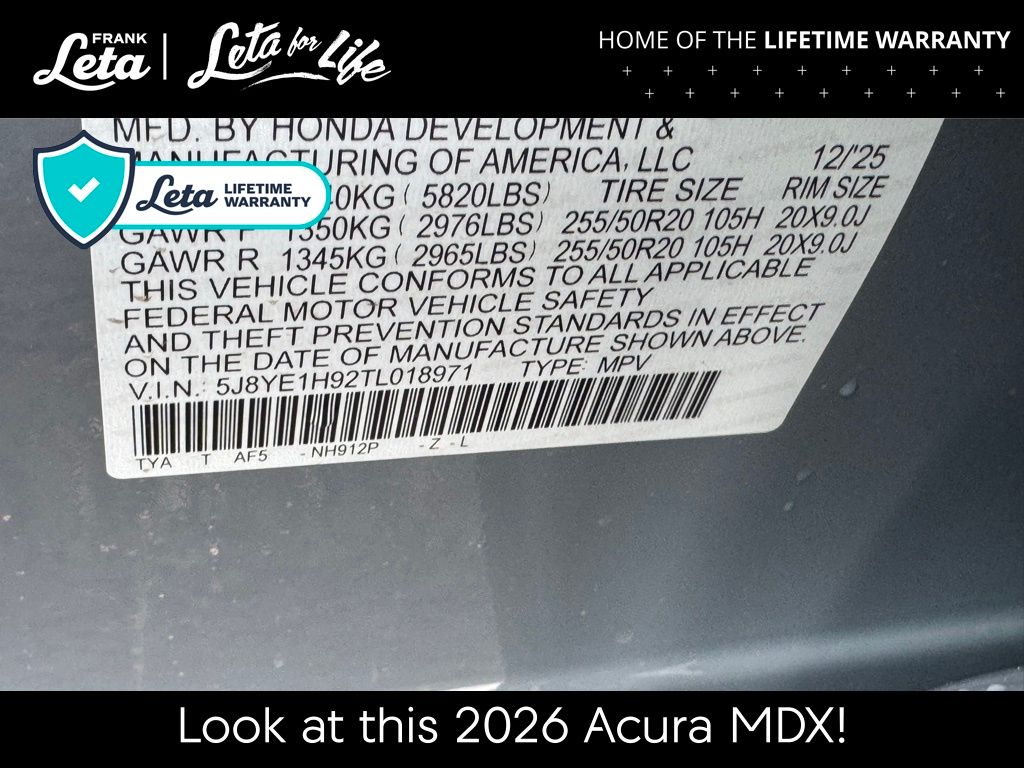 FRANK
Leta
Leta for Life
HOME OF THE LIFETIME WARRANTY
MFD. BY HONDA DEVELOPMENT &
MANUFACTURING OF AMERICA, LLC 12/'25
Leta LIFETIME
WARRANTY
0KG ( 5820LBS) TIRE SIZE RIM SIZE
GAWR F 1350KG ( 2976LBS) 255/50R20 105H 20X9.0J
GAWR R 1345KG ( 2965LBS) 255/50R20 105H 20X9.0J
THIS VEHICLE CONFORMS TO ALL APPLICABLE
FEDERAL MOTOR VEHICLE SAFETY
AND THEFT PREVENTION STANDARDS IN EFFECT
ON THE DATE OF MANUFACTURE SHOWN ABOVE.
V.I.N.: 5J8YE1H92TL018971 TYPE: MPV
TYA T AF5 - NH912P - Z - L
Look at this 2026 Acura MDX!